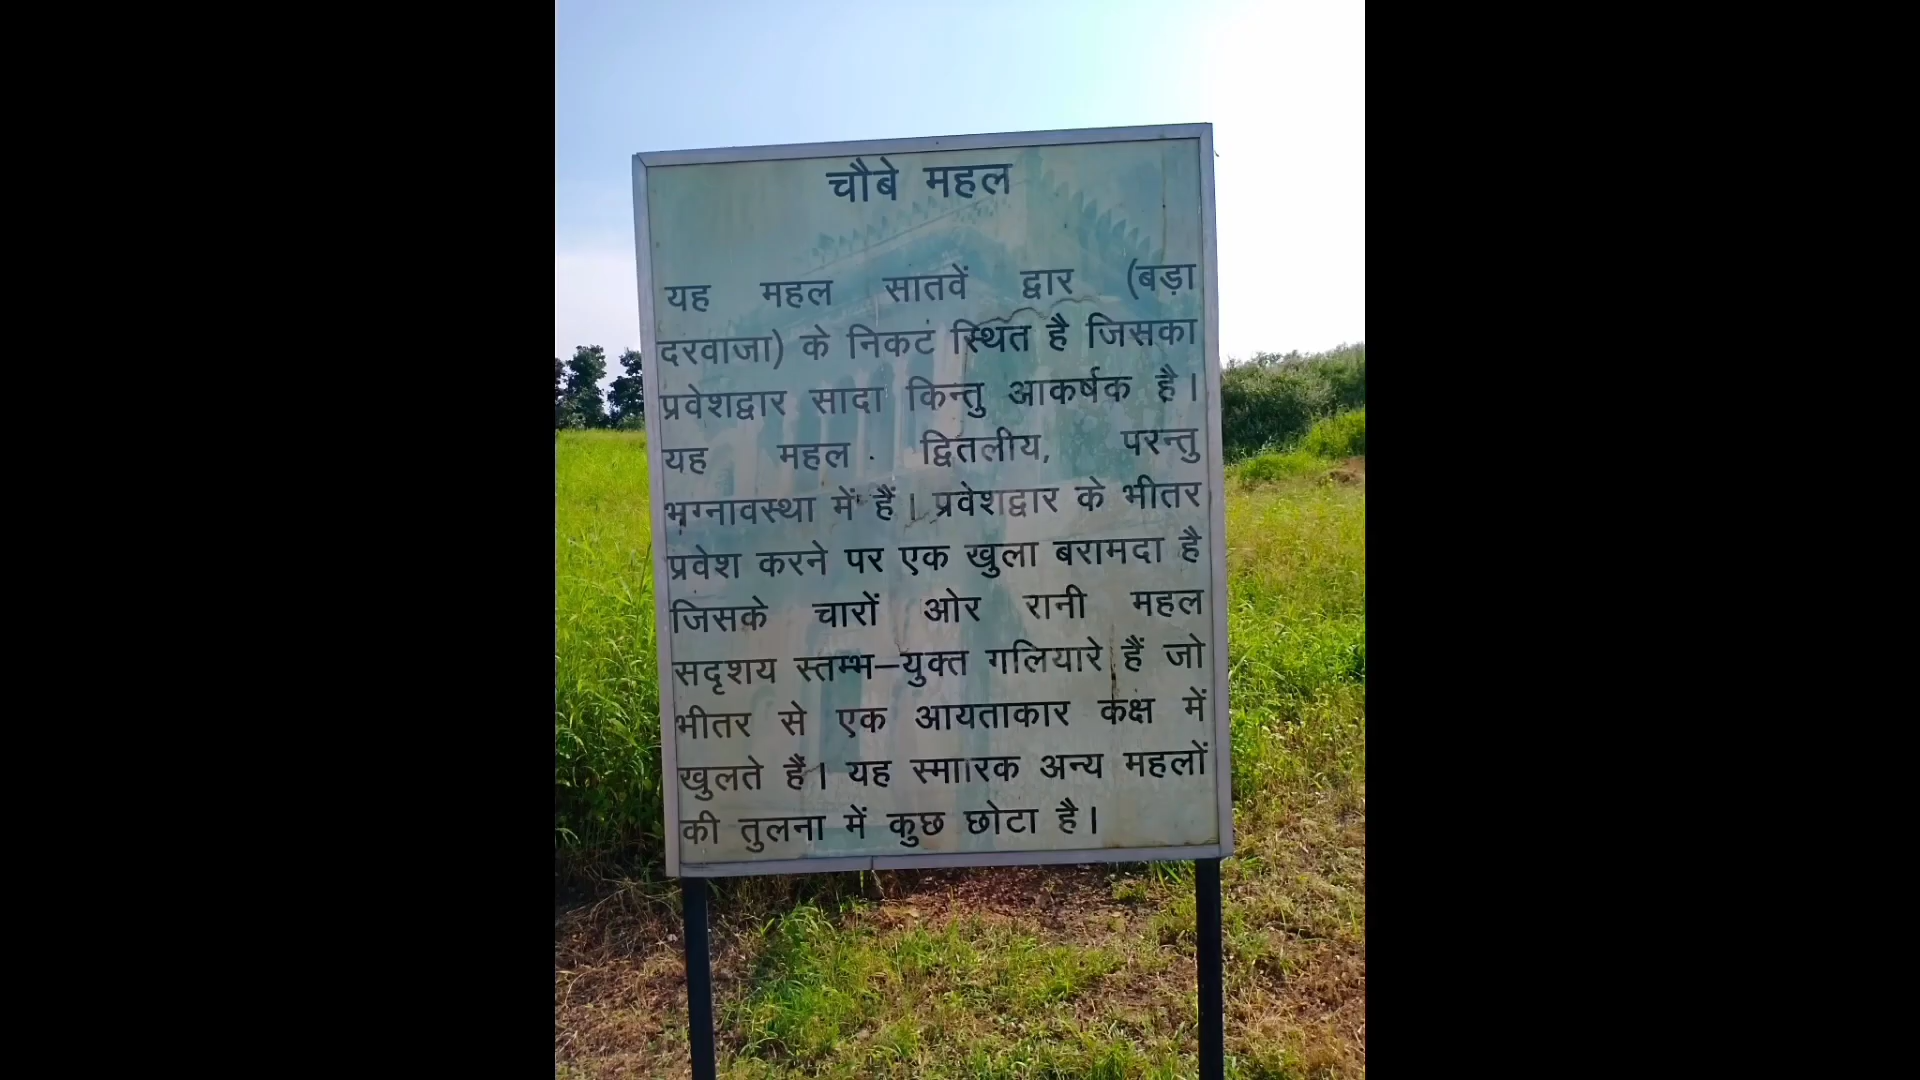 चौबे महल
यह महल सातवें द्वार (बड़ा
दरवाजा) के निकट स्थित है जिसका
प्रवेशद्वार सादा किन्तु आकर्षक है।
यह महल द्वितलीय, परन्तु
भग्नावस्था में हैं। प्रवेशद्वार के भीतर
प्रवेश करने पर एक खुला बरामदा है
जिसके चारों ओर रानी महल
सदृशय स्तम्भ–युक्त गलियारे हैं जो
भीतर से एक आयताकार कक्ष में
खुलते हैं। यह स्माारक अन्य महलों
की तुलना में कुछ छोटा है।